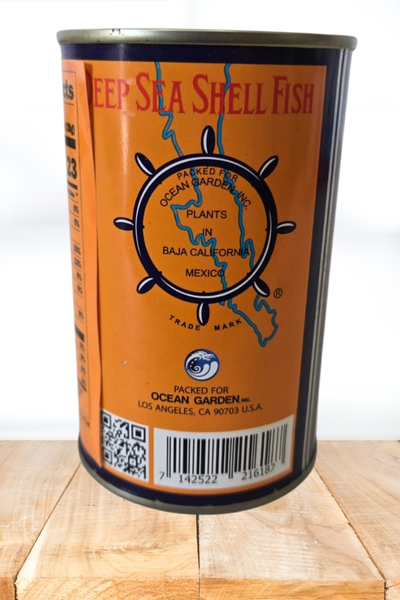 EEP SEA SHELL FISH
PACKED FOR
OCEAN GARDEN, INC.
PLANTS
IN
BAJA CALIFORNIA
MEXICO
®
TRADE MARK
PACKED FOR
OCEAN GARDEN, INC.
LOS ANGELES, CA 90703 U.S.A.
7 142522 216187